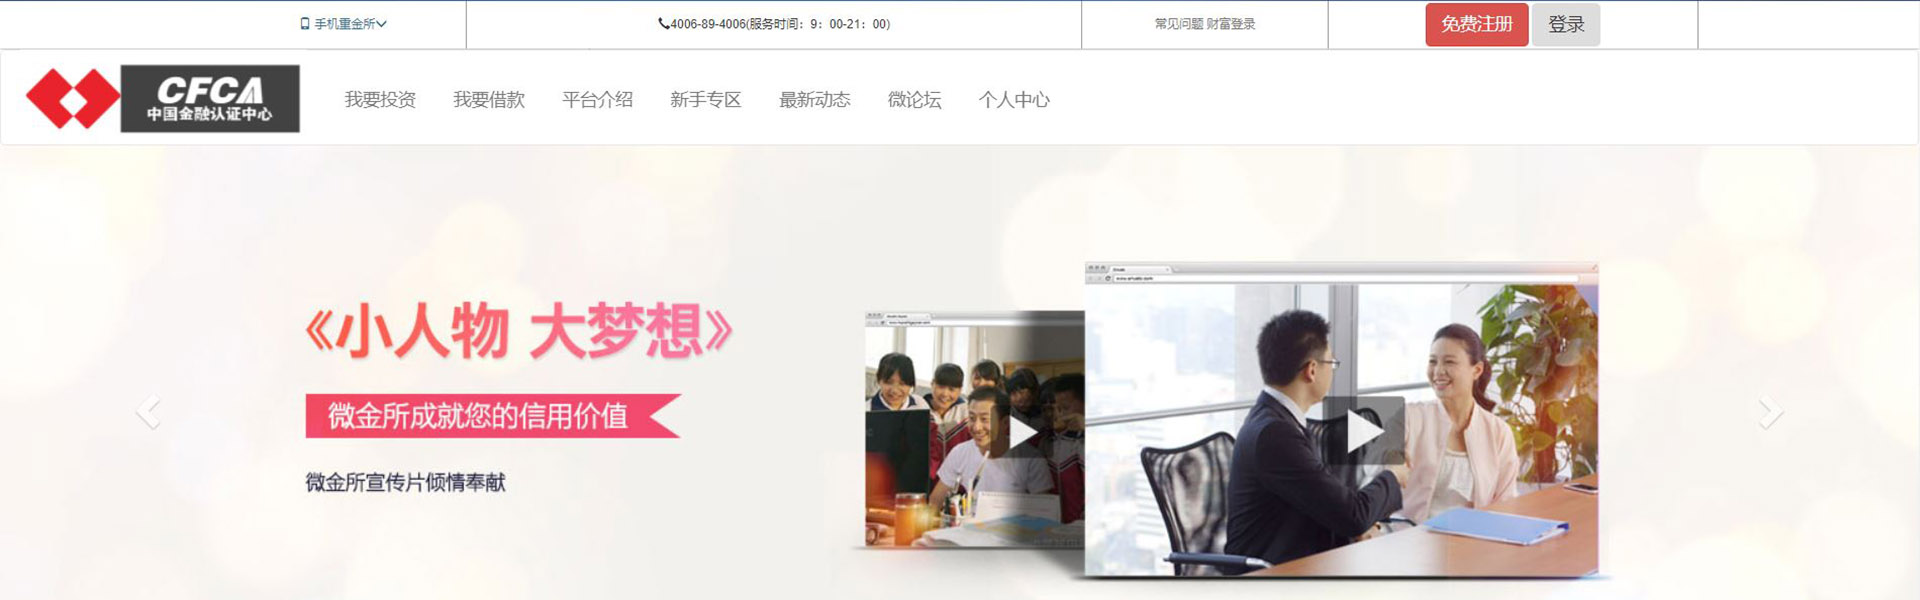 手机重金所
4006-89-4006(服务时间：9：00-21：00)
常见问题 财富登录
免费注册 登录
CFCA
中国金融认证中心
我要投资 我要借款 平台介绍 新手专区 最新动态 微论坛 个人中心
《小人物 大梦想》
微金所成就您的信用价值
微金所宣传片倾情奉献